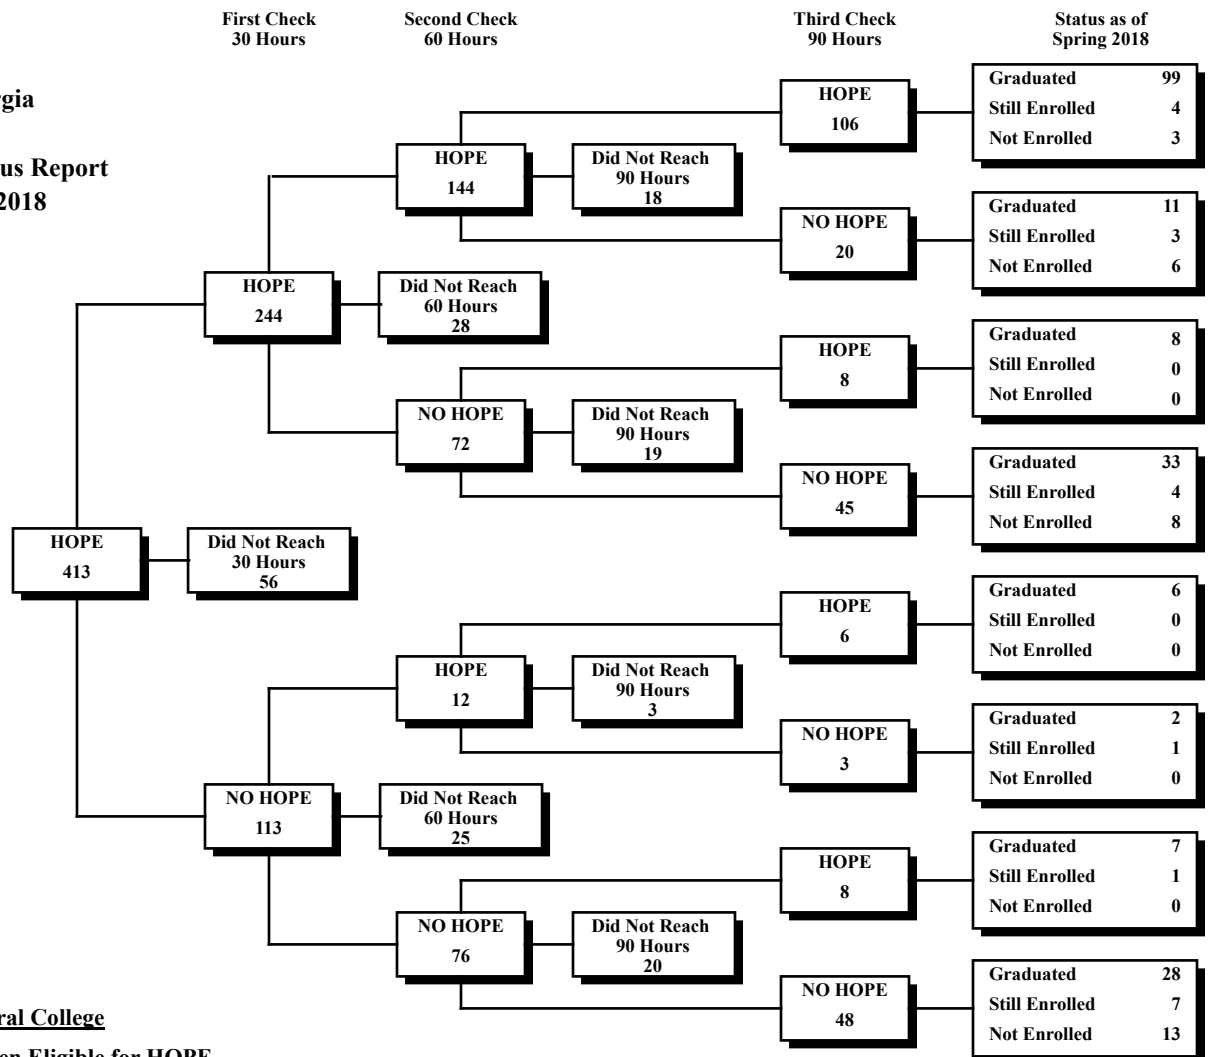 First Check
30 Hours
Second Check
60 Hours
Third Check
90 Hours
Status as of
Spring 2018
Report
2018
HOPE
413
Did Not Reach
30 Hours
56
HOPE
244
Did Not Reach
60 Hours
28
NO HOPE
113
Did Not Reach
60 Hours
25
HOPE
144
Did Not Reach
90 Hours
18
NO HOPE
72
Did Not Reach
90 Hours
19
HOPE
12
Did Not Reach
90 Hours
3
NO HOPE
76
Did Not Reach
90 Hours
20
HOPE
106
NO HOPE
20
HOPE
8
NO HOPE
45
HOPE
6
NO HOPE
3
HOPE
8
NO HOPE
48
Graduated 99
Still Enrolled 4
Not Enrolled 3
Graduated 11
Still Enrolled 3
Not Enrolled 6
Graduated 8
Still Enrolled 0
Not Enrolled 0
Graduated 33
Still Enrolled 4
Not Enrolled 8
Graduated 6
Still Enrolled 0
Not Enrolled 0
Graduated 2
Still Enrolled 1
Not Enrolled 0
Graduated 7
Still Enrolled 1
Not Enrolled 0
Graduated 28
Still Enrolled 7
Not Enrolled 13
College
Eligible for HOPE